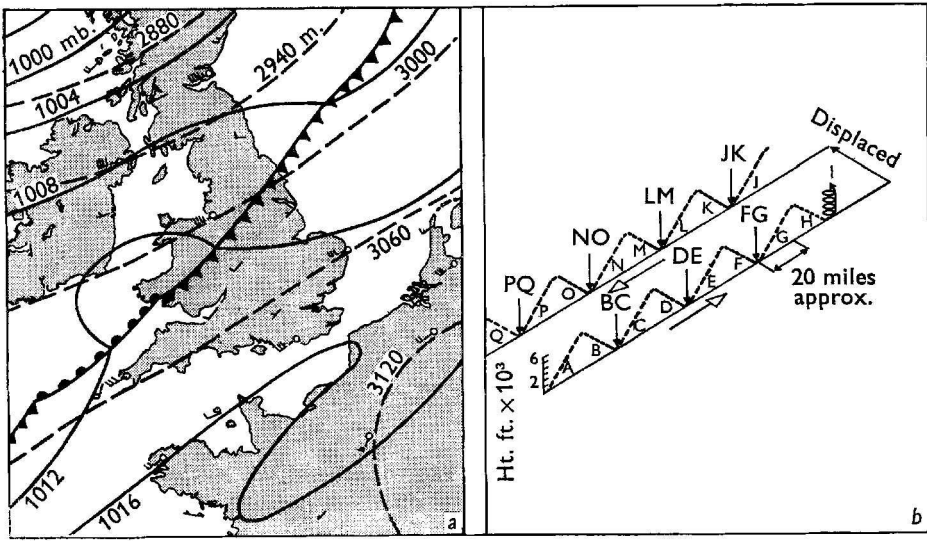 1000 mb.
2880
2940 m.
3000
1004
1008
3060
3120
1012
1016
a
Displaced
JK
J
LM
K
FG
H
G
L
NO
M
DE
F
N
20 miles
approx.
PQ
O
BC
E
P
D
Q
C
B
A
6
2
Ht. ft. × 10³
b